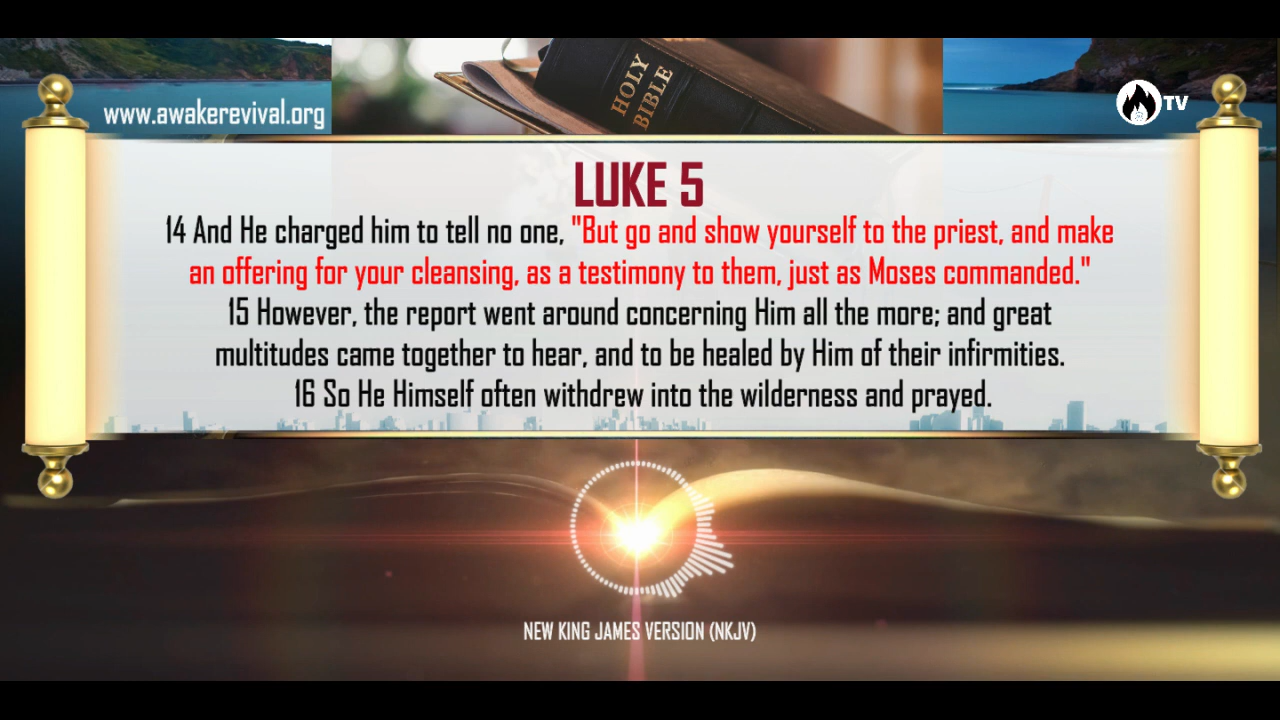 HOLY
BIBLE
www.awakerevival.org
TV
LUKE 5
14 And He charged him to tell no one, "But go and show yourself to the priest, and make
an offering for your cleansing, as a testimony to them, just as Moses commanded."
15 However, the report went around concerning Him all the more; and great
multitudes came together to hear, and to be healed by Him of their infirmities.
16 So He Himself often withdrew into the wilderness and prayed.
NEW KING JAMES VERSION (NKJV)